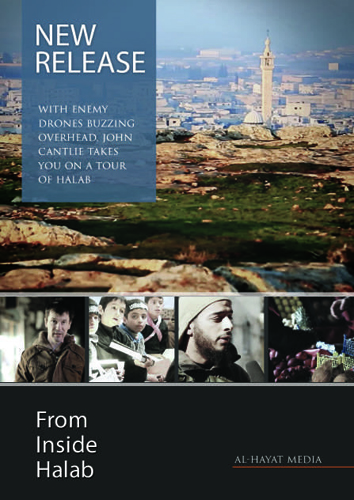 NEW
RELEASE
WITH ENEMY
DRONES BUZZING
OVERHEAD, JOHN
CANTLIE TAKES
YOU ON A TOUR
OF HALAB
From
Inside
Halab
AL-HAYAT MEDIA